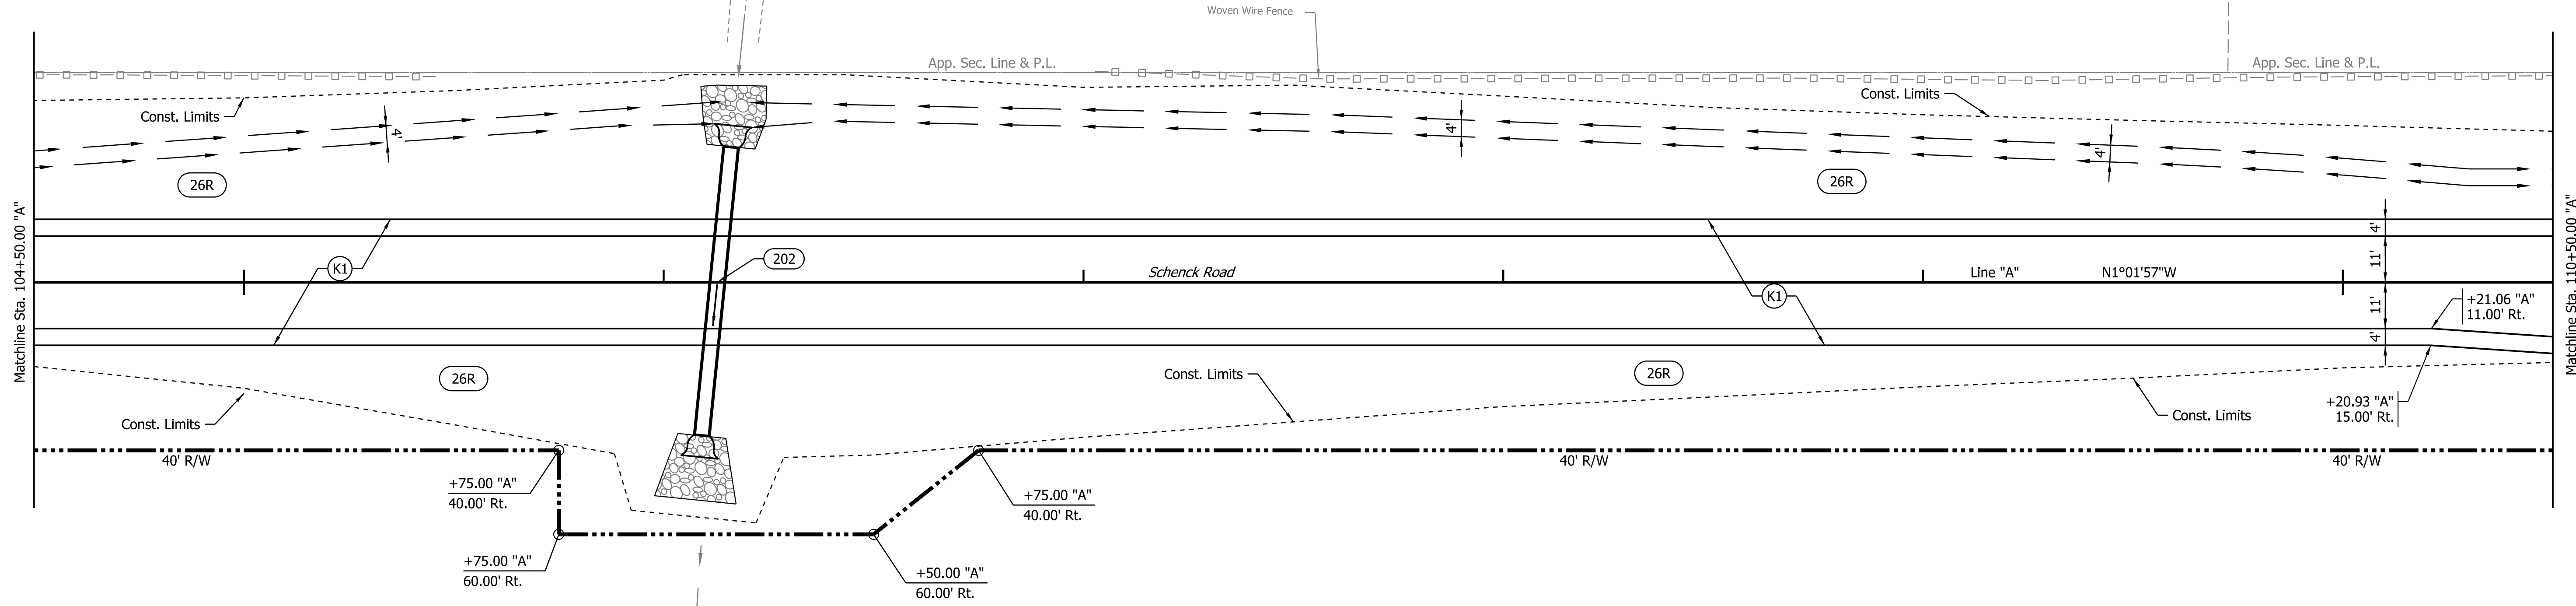 Woven Wire Fence
App. Sec. Line & P.L.
App. Sec. Line & P.L.
Const. Limits
Const. Limits
4'
4'
4'
26R
26R
Matchline Sta. 104+50.00 "A"
Matchline Sta. 110+50.00 "A"
4'
11'
11'
4'
202
K1
Schenck Road
Line "A"
N1°01'57"W
K1
+21.06 "A"
11.00' Rt.
26R
Const. Limits
26R
+20.93 "A"
15.00' Rt.
Const. Limits
Const. Limits
40' R/W
40' R/W
40' R/W
+75.00 "A"
40.00' Rt.
+75.00 "A"
40.00' Rt.
+75.00 "A"
60.00' Rt.
+50.00 "A"
60.00' Rt.